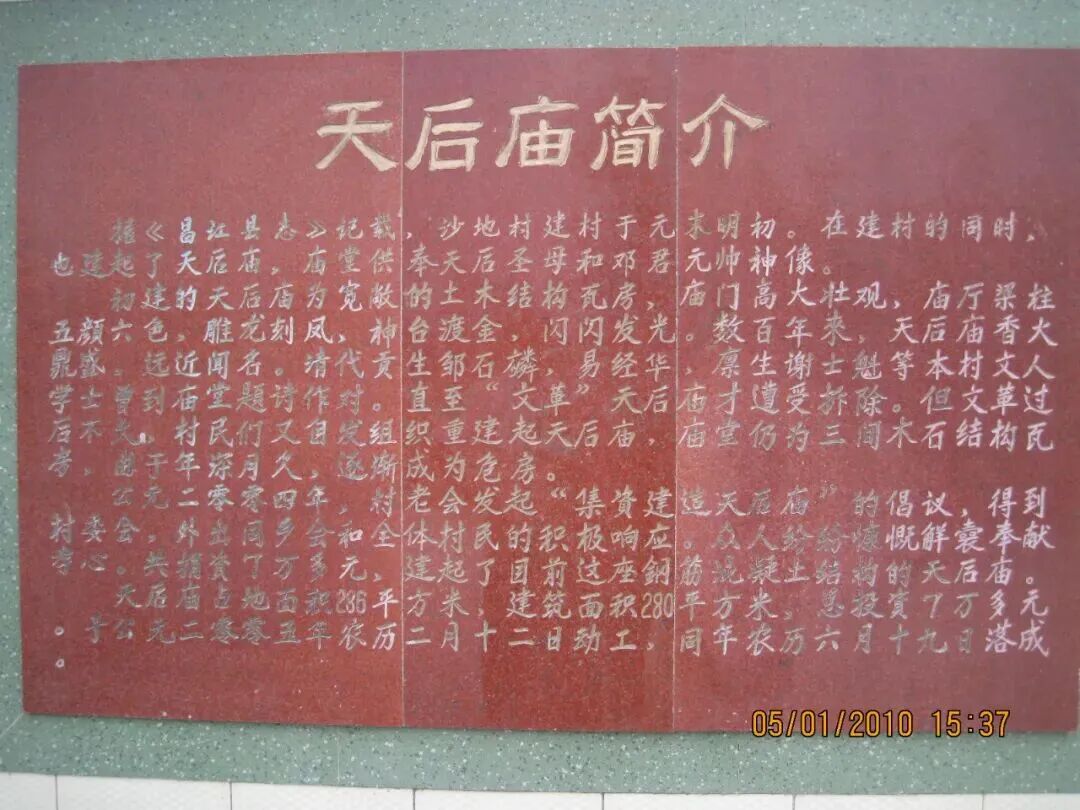 天后庙简介
据《昌江县志》记载，沙地村建村于元末明初。在建村的同时，
也建起了天后庙，庙堂供奉天后圣母和邓君元帅神像。
初建的天后庙为宽敞的土木结构瓦房，庙门高大壮观，庙厅梁柱
五颜六色，雕龙刻凤，神台渡金，闪闪发光。数百年来，天后庙香火
鼎盛，远近闻名。清代贡生邹石麟，易经华，禀生谢魁等本村文人
学士曾到庙堂题诗作对。直至“文革”，天后庙才遭受拆除。但文革过
后不久，村民们又自发组织重建起天后庙，庙堂仍为三间木石结构瓦
房，年深月久，逐渐成为危房。
二零零四年，村老会发起“集資建造天后庙”的倡议，得到
村委会外出乡会和全体村民的积极响应。众人纷纷慷慨解囊奉献
孝心。共捐資7万多元，建起了目前这座鋼筋混凝土结构的天后庙。
天后庙占地面积236平方米，建筑面积280平方米，总投資7万多元
于公元二零零五年农历二月十二日动工，同年农历六月十九日落成
。
05/01/2010 15:37